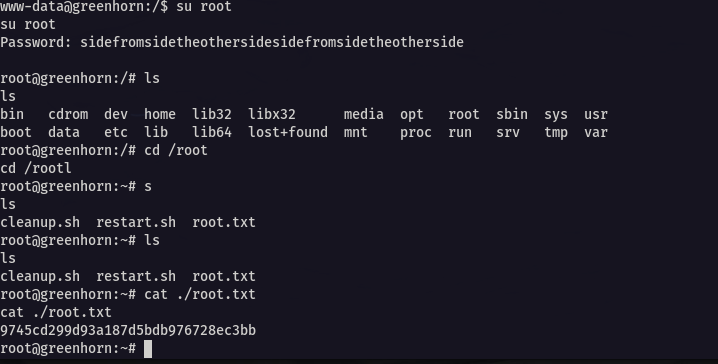 www-data@greenhorn:/$ su root
su root
Password: sidefromsidetheothersidesidefromsidetheotherside

root@greenhorn:/# ls
ls
bin   cdrom  dev  home  lib32  libx32      media  opt   root  sbin  sys  usr
boot  data   etc  lib   lib64  lost+found  mnt    proc  run   srv   tmp  var
root@greenhorn:/# cd /root
cd /rootl
root@greenhorn:~# s
ls
cleanup.sh  restart.sh  root.txt
root@greenhorn:~# ls
ls
cleanup.sh  restart.sh  root.txt
root@greenhorn:~# cat ./root.txt
cat ./root.txt
9745cd299d93a187d5bdb976728ec3bb
root@greenhorn:~#